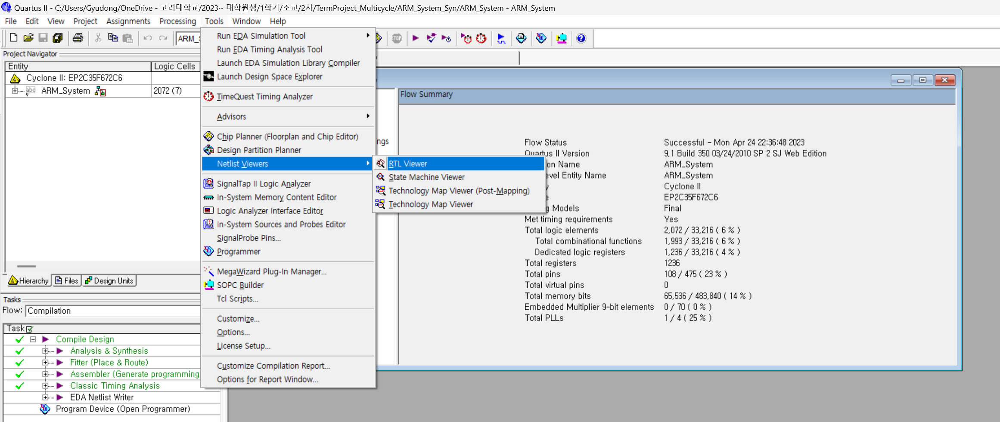 Quartus II - C:/Users/Gyudong/OneDrive - 고려대학교/2023~ 대학원생/1학기/조교/2차/TermProject_Multicycle/ARM_System_Syn/ARM_System - ARM_System
File Edit View Project Assignments Processing Tools Window Help
ARM_S
STOP
Project Navigator
Entity Logic Cells
Cyclone II: EP2C35F672C6
abd ARM_System 2072 (7)
Hierarchy Files Design Units
Tasks
Flow: Compilation
Task
Compile Design
Analysis & Synthesis
Fitter (Place & Route)
Assembler (Generate programming
Classic Timing Analysis
EDA Netlist Writer
Program Device (Open Programmer)
Run EDA Simulation Tool
Run EDA Timing Analysis Tool
Launch EDA Simulation Library Compiler
Launch Design Space Explorer
TimeQuest Timing Analyzer
Advisors
Chip Planner (Floorplan and Chip Editor)
Design Partition Planner
Netlist Viewers
SignalTap II Logic Analyzer
In-System Memory Content Editor
Logic Analyzer Interface Editor
In-System Sources and Probes Editor
SignalProbe Pins...
Programmer
MegaWizard Plug-In Manager...
SOPC Builder
Tcl Scripts...
Customize...
Options...
License Setup...
Customize Compilation Report...
Options for Report Window...
RTL Viewer
State Machine Viewer
Technology Map Viewer (Post-Mapping)
Technology Map Viewer
ngs
Flow Summary
Flow Status Successful - Mon Apr 24 22:36:48 2023
Quartus II Version 9.1 Build 350 03/24/2010 SP 2 SJ Web Edition
on Name ARM_System
evel Entity Name ARM_System
y Cyclone II
e EP2C35F672C6
g Models Final
Met timing requirements Yes
Total logic elements 2,072 / 33,216 ( 6 % )
Total combinational functions 1,993 / 33,216 ( 6 % )
Dedicated logic registers 1,236 / 33,216 ( 4 % )
Total registers 1236
Total pins 108 / 475 ( 23 % )
Total virtual pins 0
Total memory bits 65,536 / 483,840 ( 14 % )
Embedded Multiplier 9-bit elements 0 / 70 ( 0 % )
Total PLLs 1 / 4 ( 25 % )